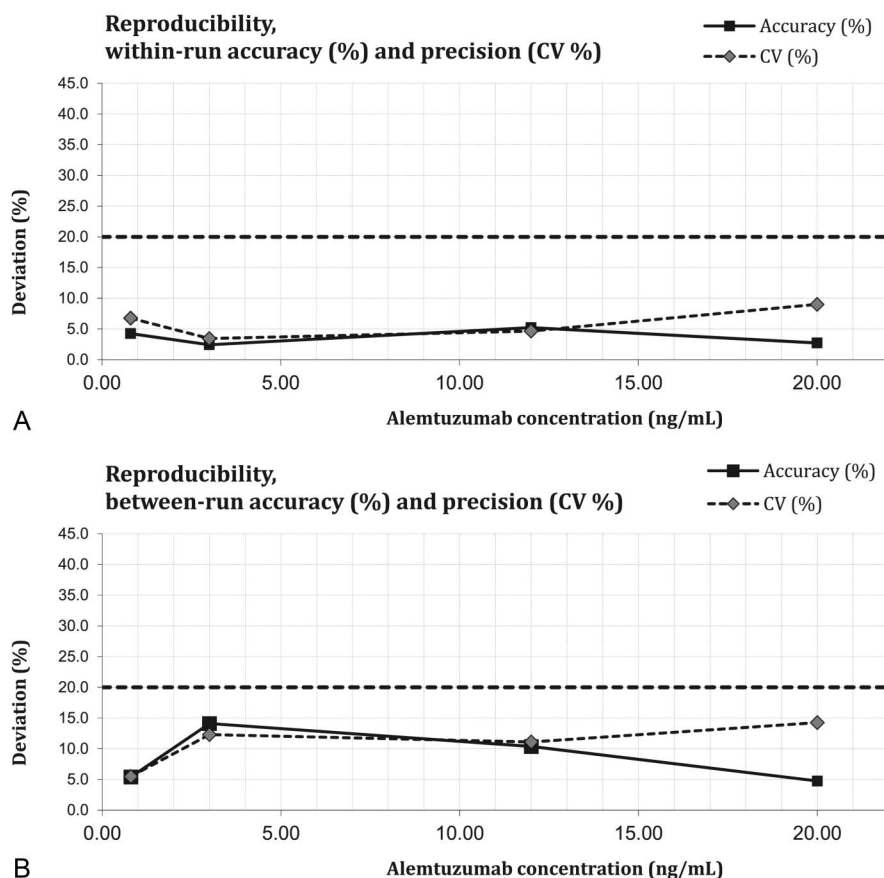 Reproducibility,
within-run accuracy (%) and precision (CV %)
Accuracy (%)
CV (%)
45.0
40.0
35.0
30.0
25.0
20.0
15.0
10.0
5.0
0.0
Deviation (%)
0.00 5.00 10.00 15.00 20.00
Alemtuzumab concentration (ng/mL)
A
Reproducibility,
between-run accuracy (%) and precision (CV %)
Accuracy (%)
CV (%)
45.0
40.0
35.0
30.0
25.0
20.0
15.0
10.0
5.0
0.0
Deviation (%)
0.00 5.00 10.00 15.00 20.00
Alemtuzumab concentration (ng/mL)
B